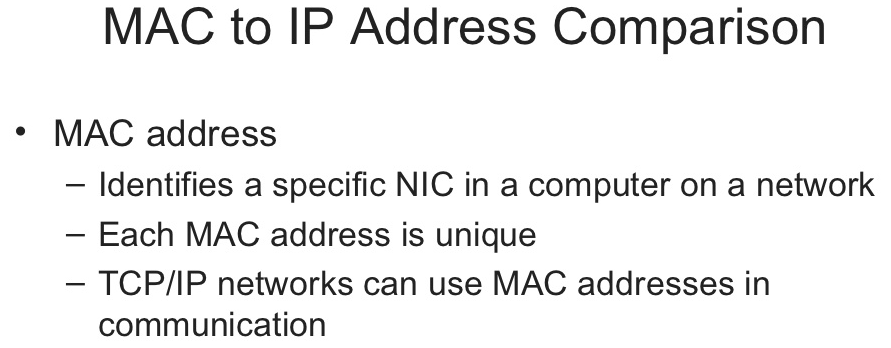 MAC to IP Address Comparison
• MAC address
– Identifies a specific NIC in a computer on a network
– Each MAC address is unique
– TCP/IP networks can use MAC addresses in
communication